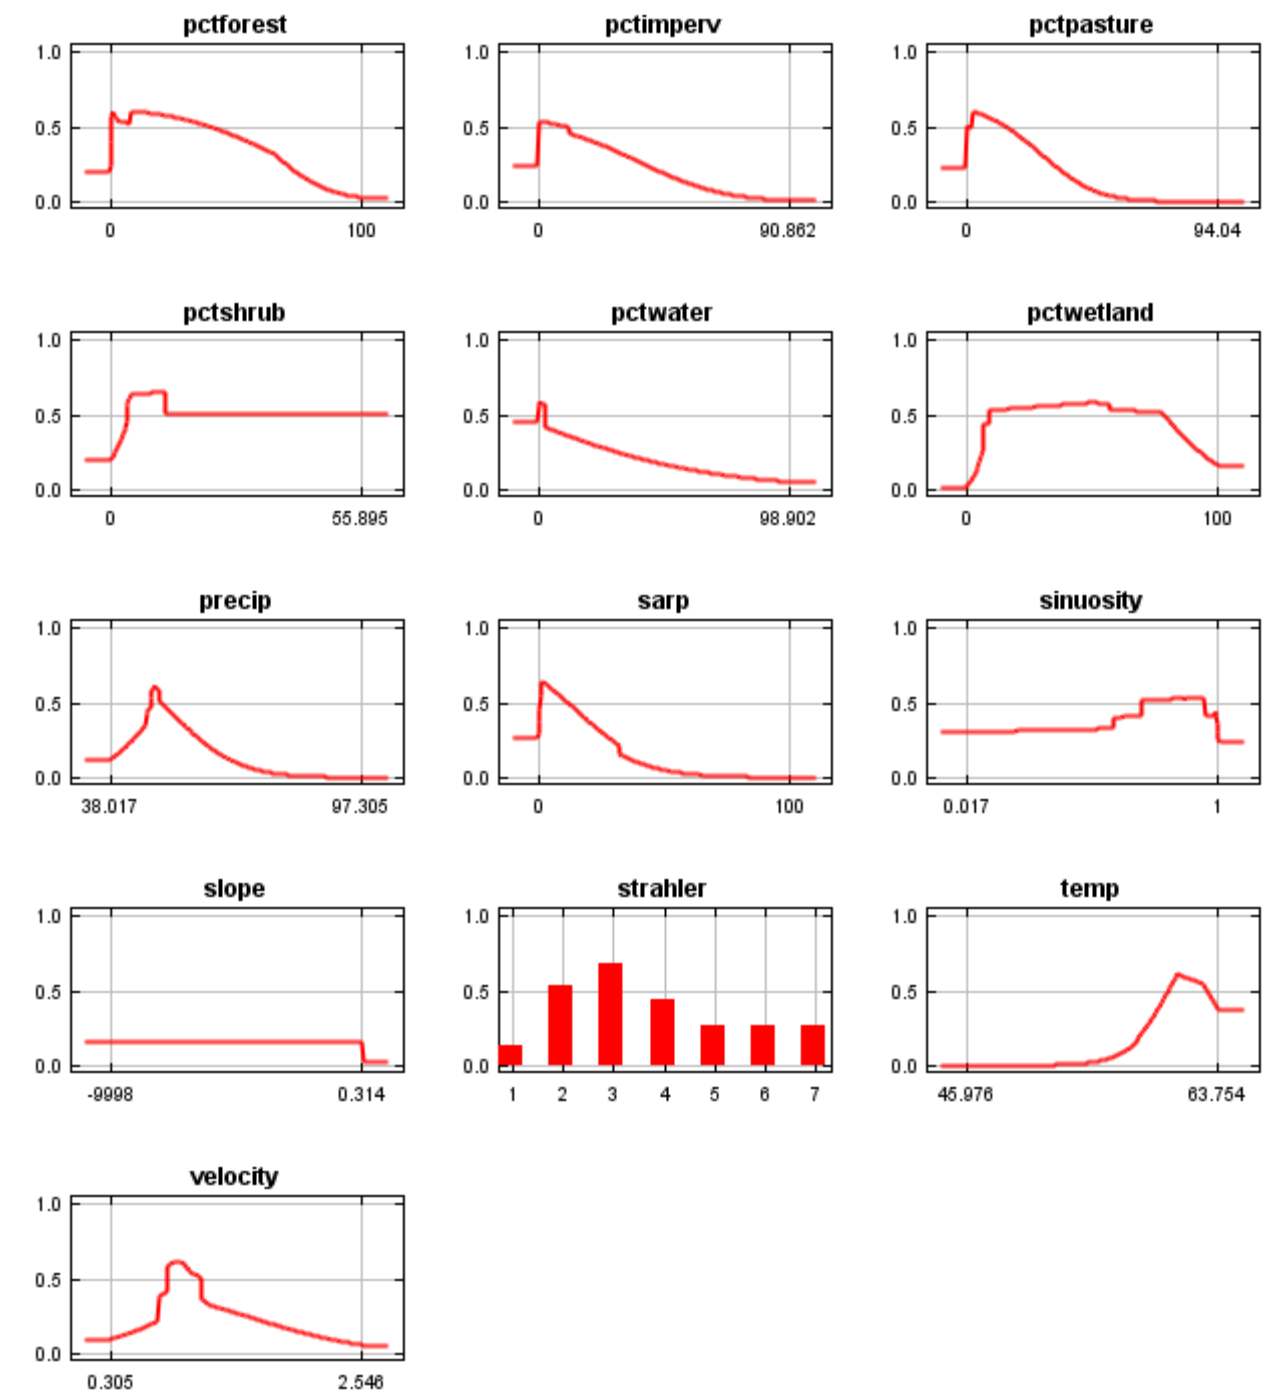 pctforest pctimperv pctpasture
1.0 1.0 1.0
0.5 0.5 0.5
0.0 0.0 0.0
0 100 0 90.862 0 94.04
pctshrub pctwater pctwetland
1.0 1.0 1.0
0.5 0.5 0.5
0.0 0.0 0.0
0 55.895 0 98.902 0 100
precip sarp sinuosity
1.0 1.0 1.0
0.5 0.5 0.5
0.0 0.0 0.0
38.017 97.305 0 100 0.017 1
slope strahler temp
1.0 1.0 1.0
0.5 0.5 0.5
0.0 0.0 0.0
-9998 0.314 1 2 3 4 5 6 7 45.976 63.754
velocity
1.0
0.5
0.0
0.305 2.546